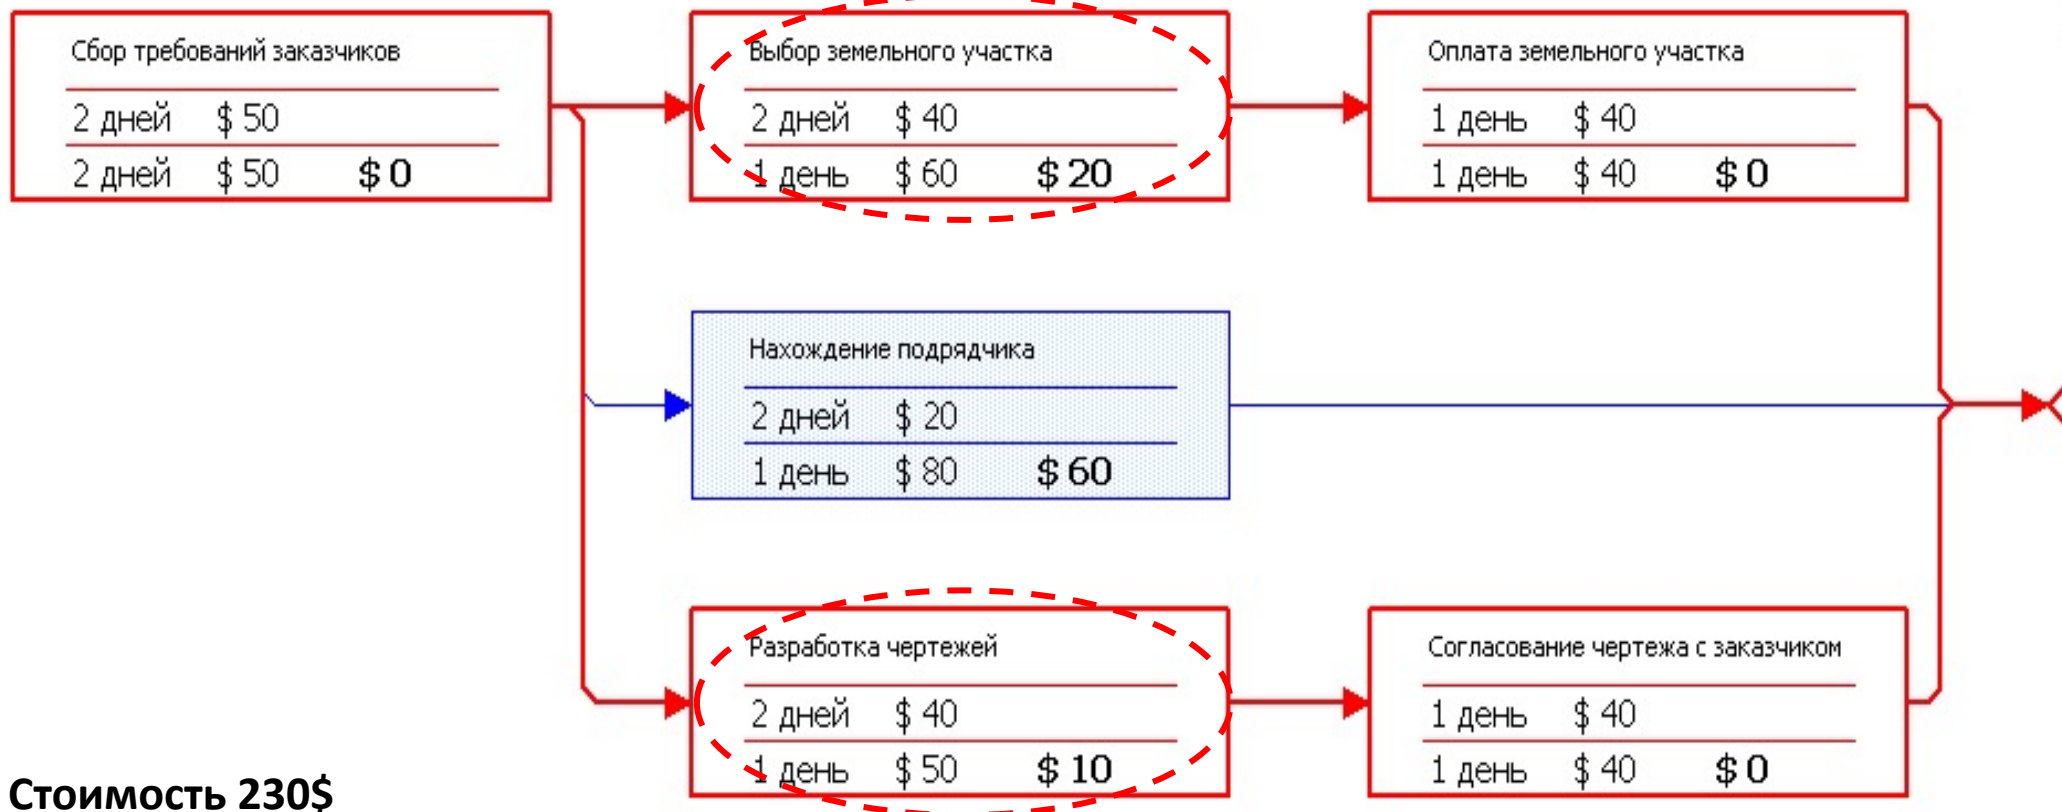 Сбор требований заказчиков
2 дней $ 50
2 дней $ 50 $ 0
Выбор земельного участка
2 дней $ 40
1 день $ 60 $ 20
Оплата земельного участка
1 день $ 40
1 день $ 40 $ 0
Нахождение подрядчика
2 дней $ 20
1 день $ 80 $ 60
Разработка чертежей
2 дней $ 40
1 день $ 50 $ 10
Согласование чертежа с заказчиком
1 день $ 40
1 день $ 40 $ 0
Стоимость 230$